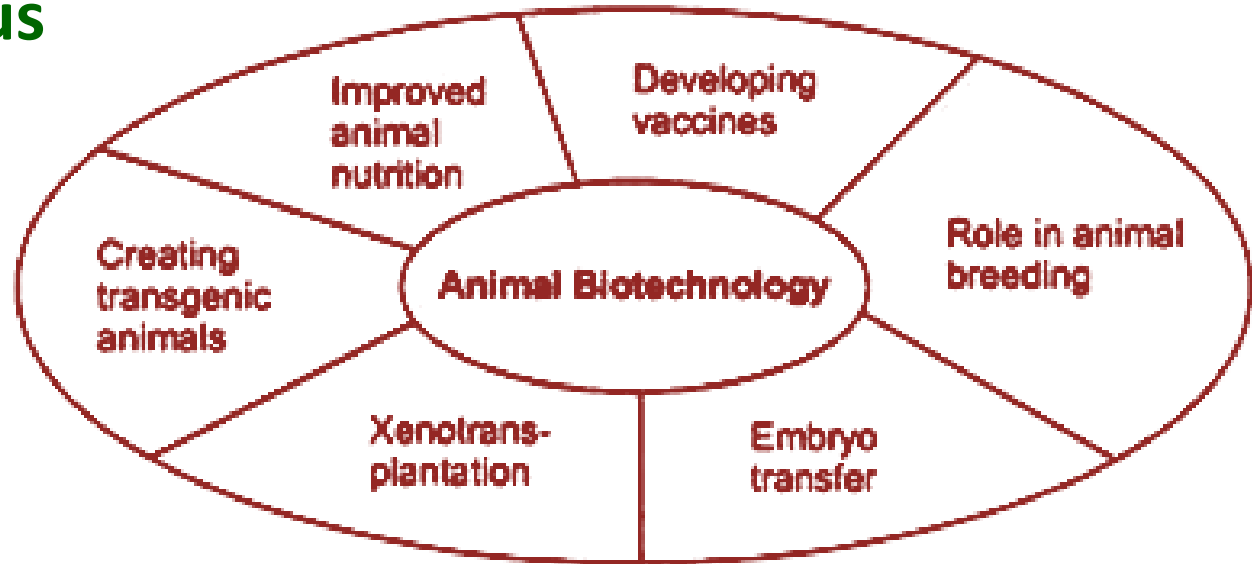 us
Improved
animal
nutrition
Developing
vaccines
Role in animal
breeding
Creating
transgenic
animals
Animal Biotechnology
Xenotrans-
plantation
Embryo
transfer